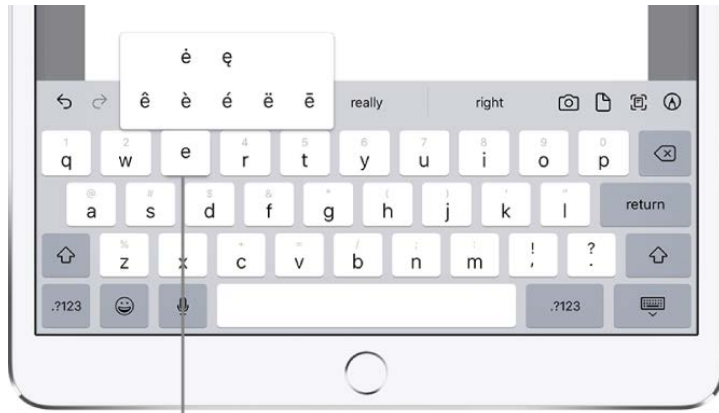 ė ę
ê è é ë ē really right
1 2 4 5 6 7 8 9 0
q w e r t y u i o p
@ # $ & * ( ) ' "
a s d f g h j k l return
% + = / ; : ! ?
z x c v b n m , .
.?123 .?123